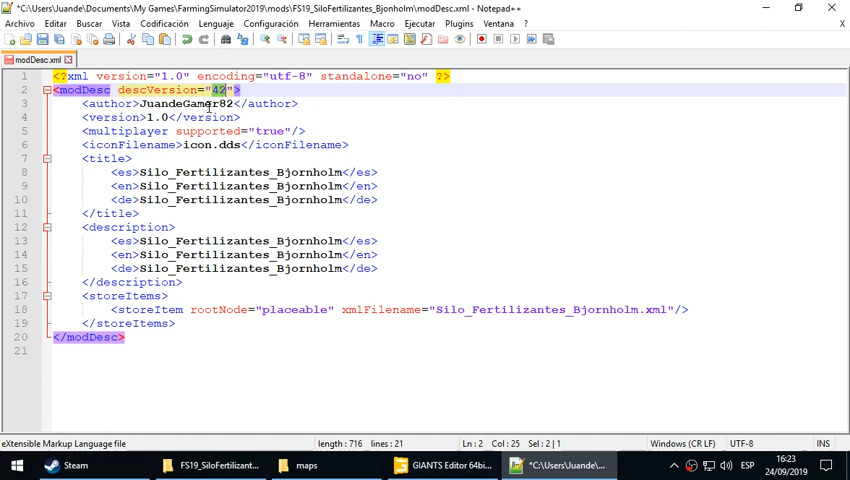 *C:\Users\Juande\Documents\My Games\FarmingSimulator2019\mods\FS19_SiloFertilizantes_Bjornholm\modDesc.xml - Notepad++
Archivo Editar Buscar Vista Codificación Lenguaje Configuración Herramientas Macro Ejecutar Plugins Ventana ?
X
modDesc.xml
1 <?xml version="1.0" encoding="utf-8" standalone="no" ?>
2 <modDesc descVersion="42">
3 <author>JuandeGamer82</author>
4 <version>1.0</version>
5 <multiplayer supported="true"/>
6 <iconFilename>icon.dds</iconFilename>
7 <title>
8 <es>Silo_Fertilizantes_Bjornholm</es>
9 <en>Silo_Fertilizantes_Bjornholm</en>
10 <de>Silo_Fertilizantes_Bjornholm</de>
11 </title>
12 <description>
13 <es>Silo_Fertilizantes_Bjornholm</es>
14 <en>Silo_Fertilizantes_Bjornholm</en>
15 <de>Silo_Fertilizantes_Bjornholm</de>
16 </description>
17 <storeItems>
18 <storeItem rootNode="placeable" xmlFilename="Silo_Fertilizantes_Bjornholm.xml"/>
19 </storeItems>
20 </modDesc>
21
eXtensible Markup Language file length : 716 lines : 21 Ln : 2 Col : 25 Sel : 2 | 1 Windows (CR LF) UTF-8 INS
Steam FS19_SiloFertilizant... maps GIANTS Editor 64bi... *C:\Users\Juande\... ESP 16:23
24/09/2019